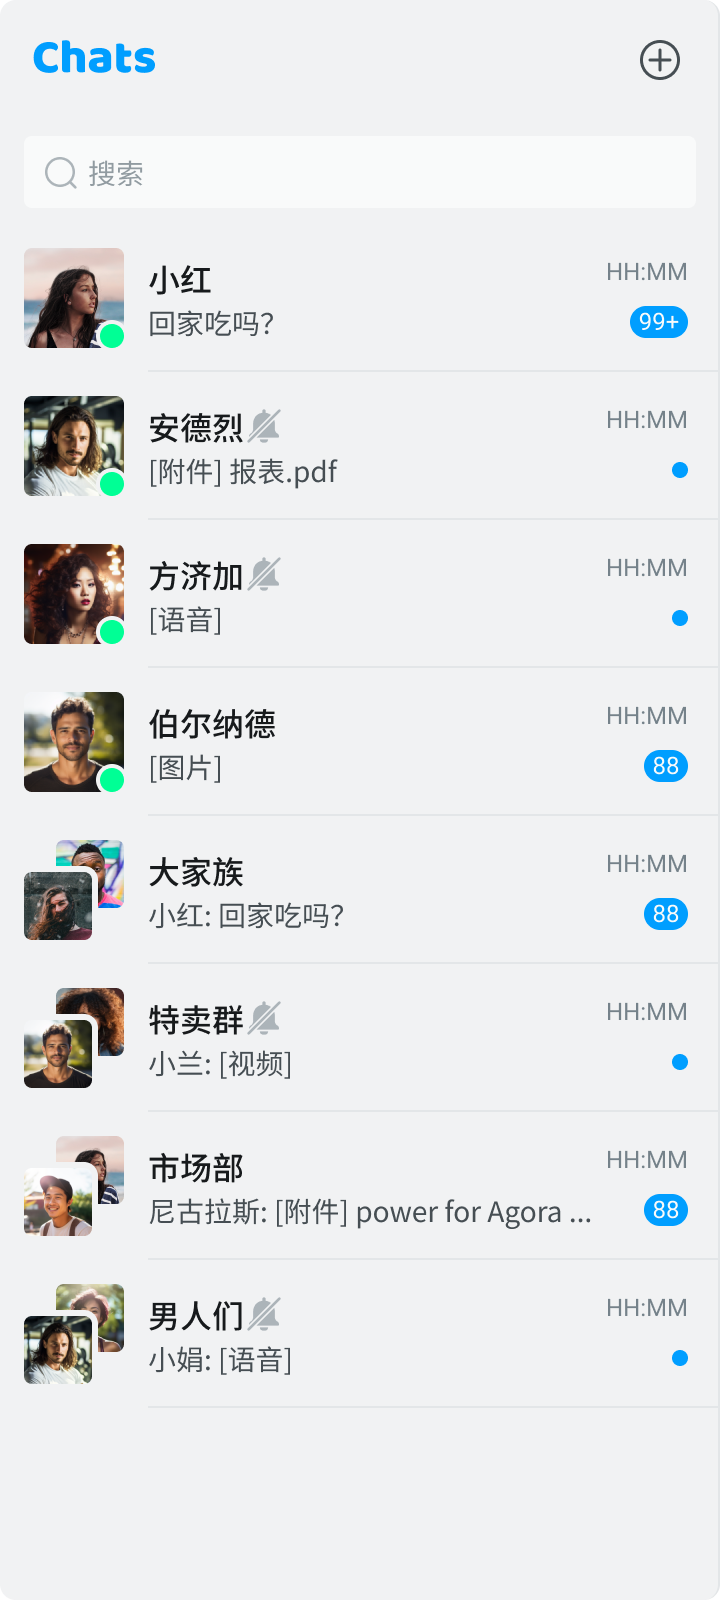 Chats
搜索
小红
HH:MM
回家吃吗？
99+
安德烈
HH:MM
[附件] 报表.pdf
方济加
HH:MM
[语音]
伯尔纳德
HH:MM
[图片]
88
大家族
HH:MM
小红: 回家吃吗？
88
特卖群
HH:MM
小兰: [视频]
市场部
HH:MM
尼古拉斯: [附件] power for Agora ...
88
男人们
HH:MM
小娟: [语音]